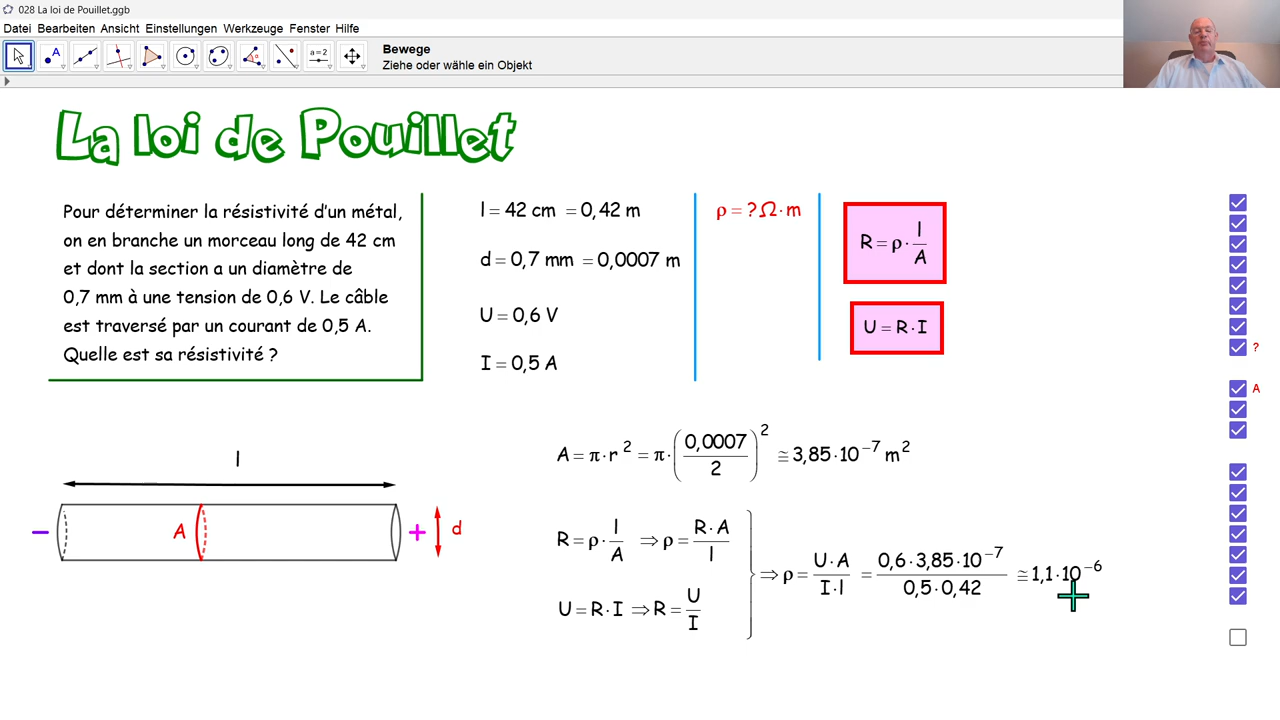 028 La loi de Pouillet.ggb
Datei Bearbeiten Ansicht Einstellungen Werkzeuge Fenster Hilfe
A
a=2
Bewege
Ziehe oder wähle ein Objekt
La loi de Pouillet
Pour déterminer la résistivité d'un métal,
on en branche un morceau long de 42 cm
et dont la section a un diamètre de
0,7 mm à une tension de 0,6 V. Le câble
est traversé par un courant de 0,5 A.
Quelle est sa résistivité ?
l = 42 cm = 0,42 m
d = 0,7 mm = 0,0007 m
U = 0,6 V
I = 0,5 A
ρ = ? Ω · m
R = ρ · l/A
U = R · I
?
A
A = π · r² = π · (0,0007/2)² ≅ 3,85 · 10⁻⁷ m²
l
− A + d
R = ρ · l/A ⇒ ρ = R · A/l
U = R · I ⇒ R = U/I
⇒ ρ = U · A/I · l = 0,6 · 3,85 · 10⁻⁷/0,5 · 0,42 ≅ 1,1 · 10⁻⁶